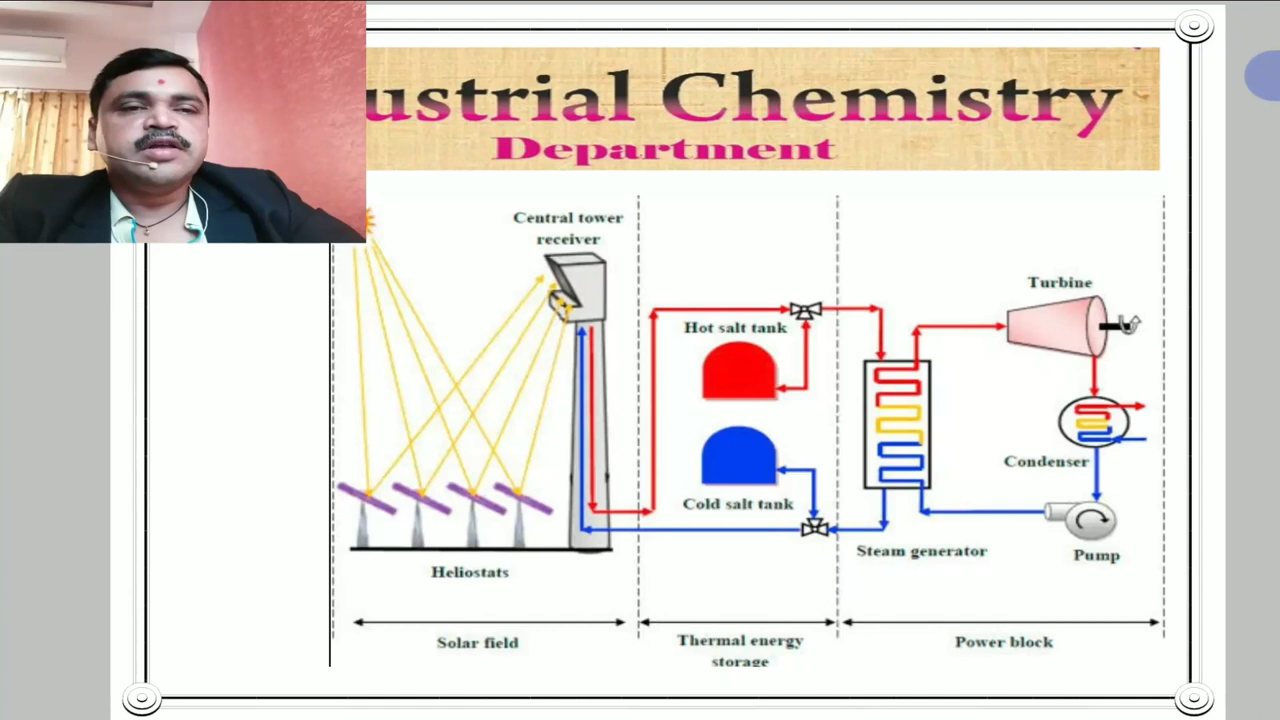 ustrial Chemistry
Department
Central tower
receiver
Turbine
Hot salt tank
Condenser
Cold salt tank
Steam generator
Pump
Heliostats
Solar field
Thermal energy
storage
Power block